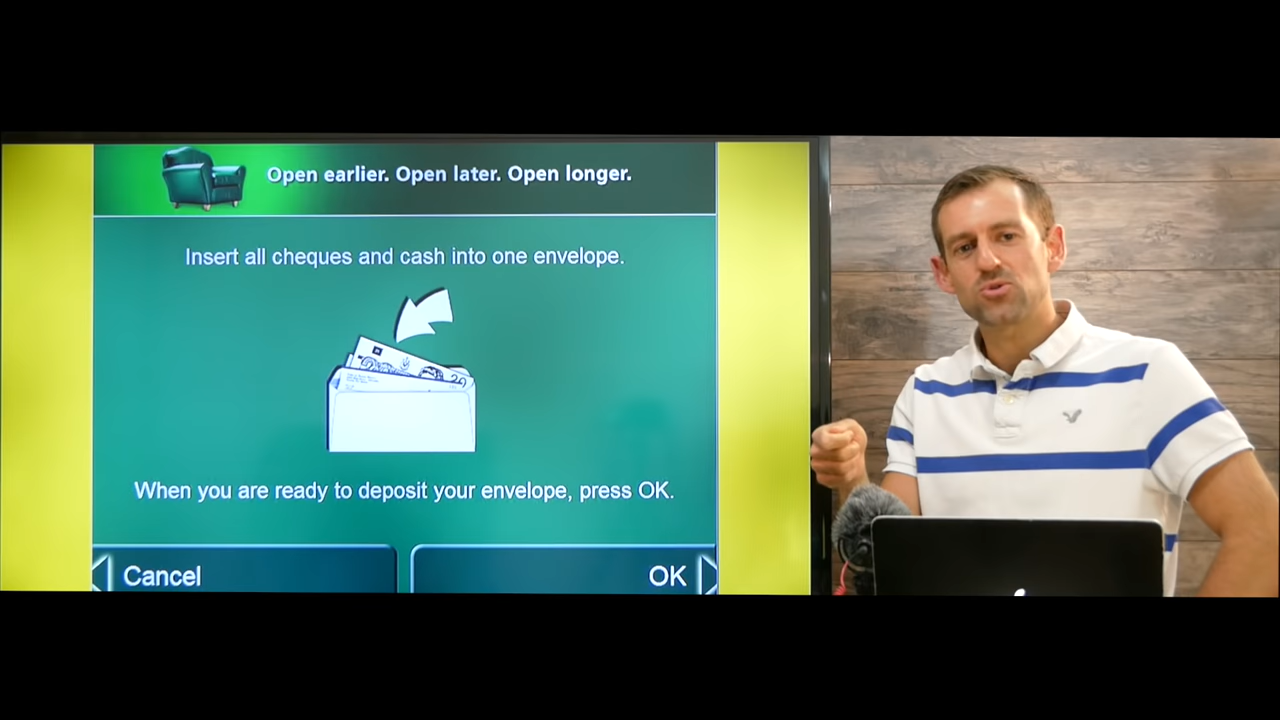 Open earlier. Open later. Open longer.
Insert all cheques and cash into one envelope.
When you are ready to deposit your envelope, press OK.
Cancel
OK